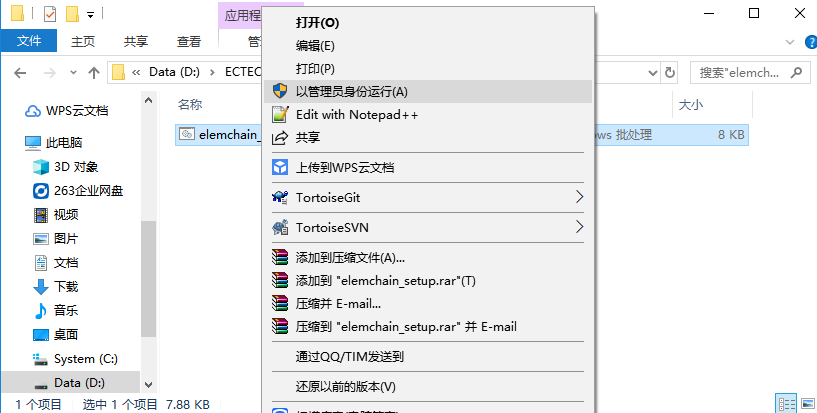 应用程
文件
主页
共享
查看
管
« Data (D:) › ECTEC
搜索"elemch...
名称
大小
elemchain_
ows 批处理
8 KB
WPS云文档
此电脑
3D 对象
263企业网盘
视频
图片
文档
下载
音乐
桌面
System (C:)
Data (D:)
打开(O)
编辑(E)
打印(P)
以管理员身份运行(A)
Edit with Notepad++
共享
上传到WPS云文档
TortoiseGit
TortoiseSVN
添加到压缩文件(A)...
添加到 "elemchain_setup.rar"(T)
压缩并 E-mail...
压缩到 "elemchain_setup.rar" 并 E-mail
通过QQ/TIM发送到
还原以前的版本(V)
1 个项目
选中 1 个项目 7.88 KB